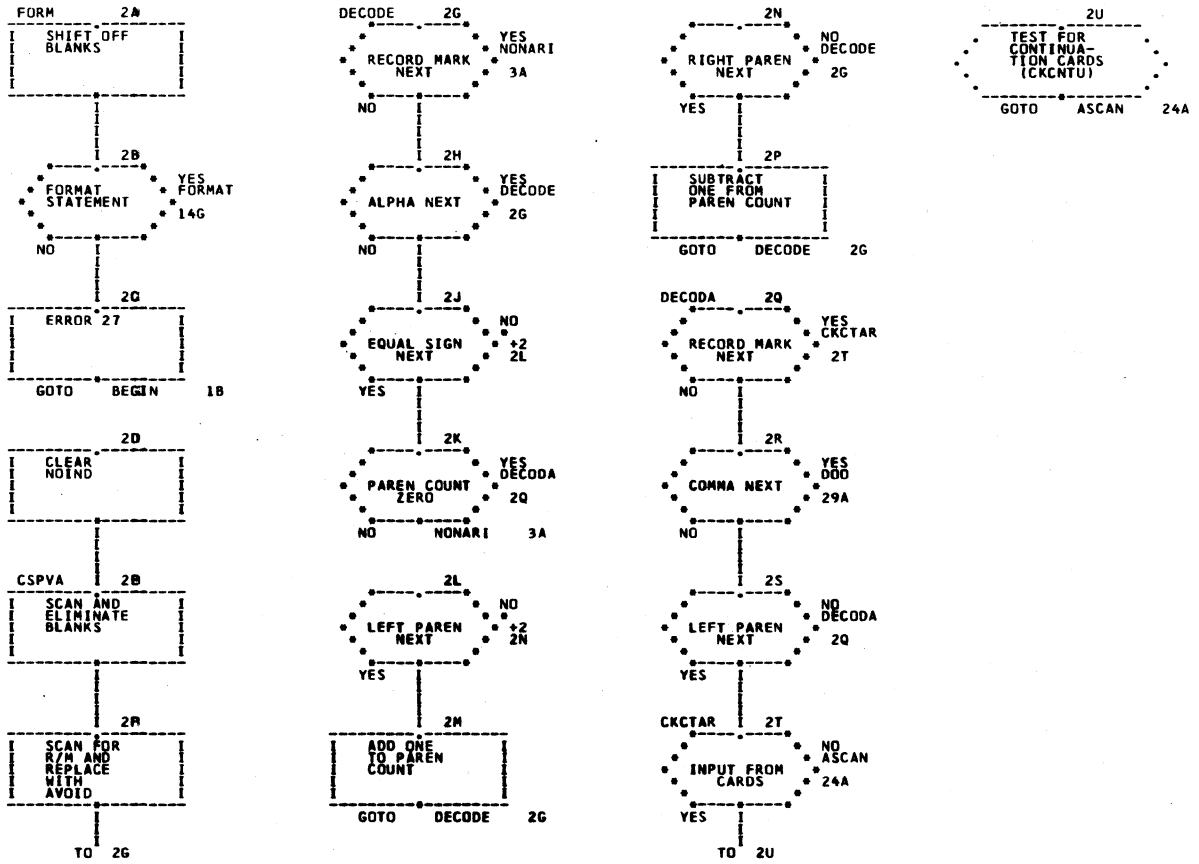 FORM 2A
SHIFT OFF
BLANKS
2B
FORMAT
STATEMENT
YES
FORMAT
14G
NO
2C
ERROR 27
GOTO BEGIN 1B
2D
CLEAR
NOIND
CSPVA 2B
SCAN AND
ELIMINATE
BLANKS
2R
SCAN FOR
R/M AND
REPLACE
WITH
AVOID
TO 2G
DECODE 2G
RECORD MARK
NEXT
YES
NONARI
3A
NO
2H
ALPHA NEXT
YES
DECODE
2G
NO
2J
EQUAL SIGN
NEXT
NO
+2
2L
YES
2K
PAREN COUNT
ZERO
YES
DECODA
2Q
NO NONARI 3A
2L
LEFT PAREN
NEXT
NO
+2
2N
YES
2M
ADD ONE
TO PAREN
COUNT
GOTO DECODE 2G
2N
RIGHT PAREN
NEXT
NO
DECODE
2G
YES
2P
SUBTRACT
ONE FROM
PAREN COUNT
GOTO DECODE 2G
DECODA 2Q
RECORD MARK
NEXT
YES
CKCTAR
2T
NO
2R
COMMA NEXT
YES
DOO
29A
NO
2S
LEFT PAREN
NEXT
NO
DECODA
2Q
YES
CKCTAR 2T
INPUT FROM
CARDS
NO
ASCAN
24A
YES
TO 2U
2U
TEST FOR
CONTINUA-
TION CARDS
(CKCNTU)
GOTO ASCAN 24A